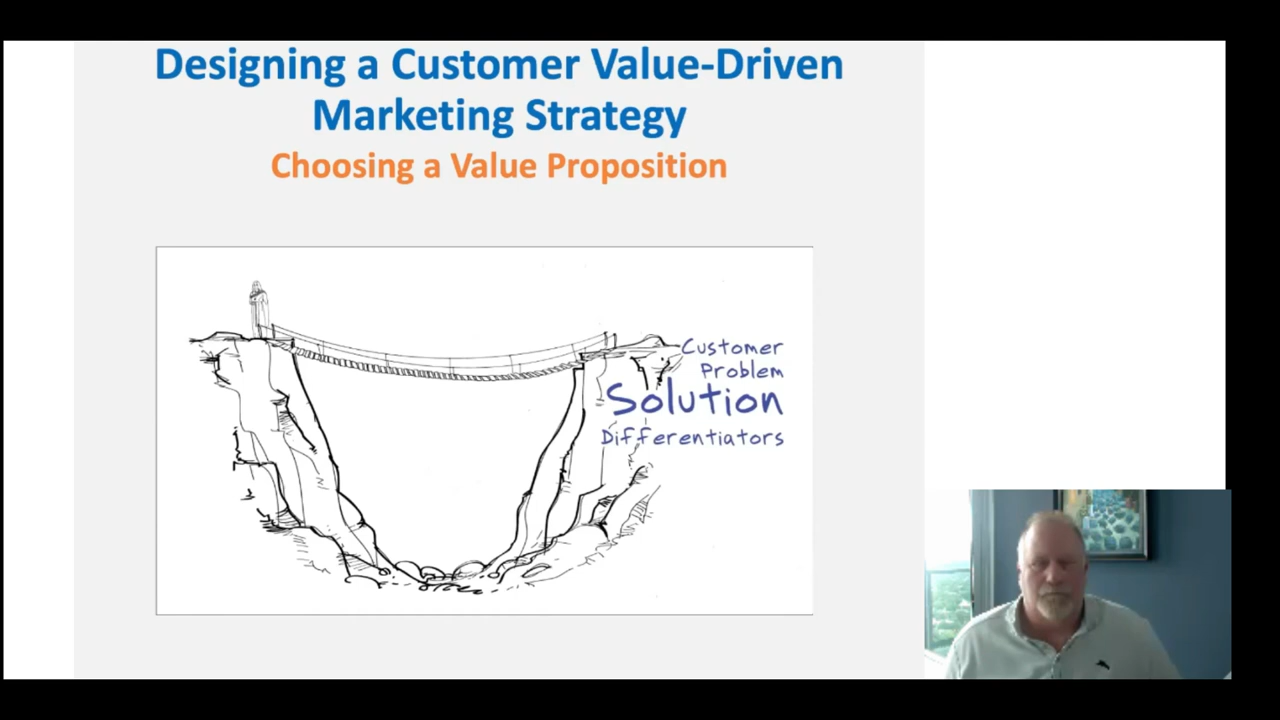 Designing a Customer Value-Driven
Marketing Strategy
Choosing a Value Proposition
Customer
Problem
Solution
Differentiators